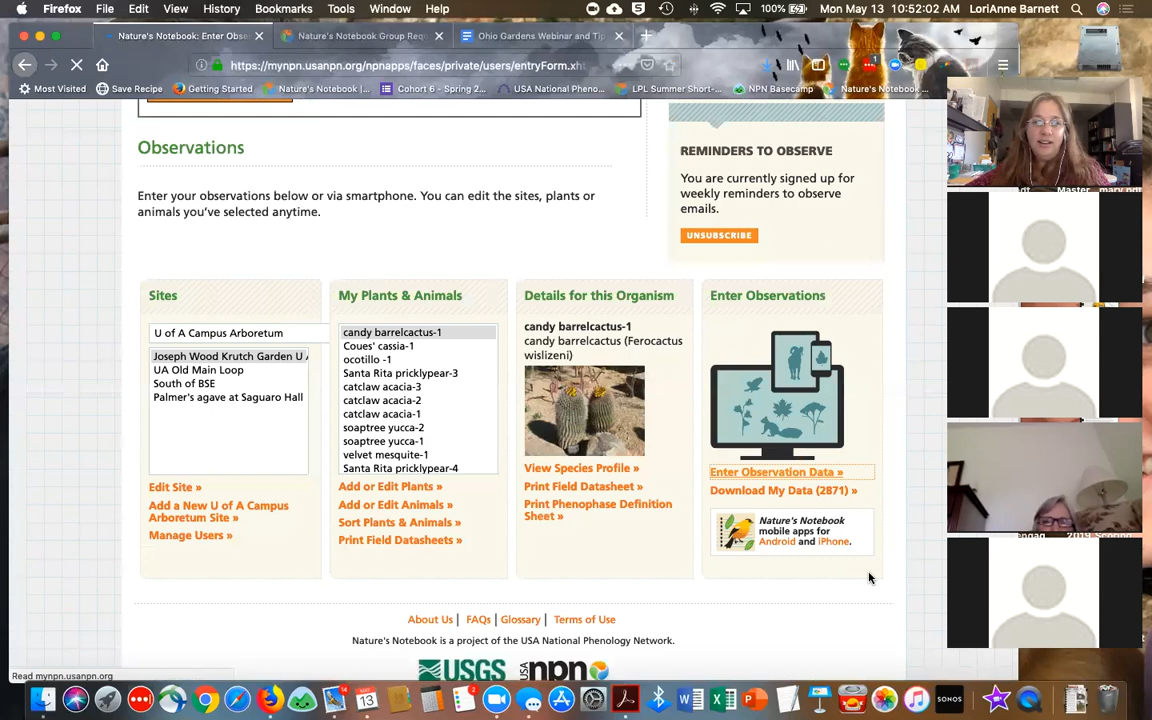 Firefox File Edit View History Bookmarks Tools Window Help 100% Mon May 13 10:52:02 AM LoriAnne Barnett
Nature's Notebook: Enter Obse Nature's Notebook Group Req Ohio Gardens Webinar and Tip
https://mynpn.usanpn.org/npnapps/faces/private/users/entryForm.xht
Most Visited Save Recipe Getting Started Nature's Notebook |... Cohort 6 - Spring 2... USA National Pheno... LPL Summer Short-... NPN Basecamp Nature's Notebook ...
Observations
Enter your observations below or via smartphone. You can edit the sites, plants or
animals you've selected anytime.
REMINDERS TO OBSERVE
You are currently signed up for
weekly reminders to observe
emails.
UNSUBSCRIBE
Sites
U of A Campus Arboretum
Joseph Wood Krutch Garden U
UA Old Main Loop
South of BSE
Palmer's agave at Saguaro Hall
Edit Site »
Add a New U of A Campus
Arboretum Site »
Manage Users »
My Plants & Animals
candy barrelcactus-1
Coues' cassia-1
ocotillo -1
Santa Rita pricklypear-3
catclaw acacia-3
catclaw acacia-2
catclaw acacia-1
soaptree yucca-2
soaptree yucca-1
velvet mesquite-1
Santa Rita pricklypear-4
Add or Edit Plants »
Add or Edit Animals »
Sort Plants & Animals »
Print Field Datasheets »
Details for this Organism
candy barrelcactus-1
candy barrelcactus (Ferocactus
wislizeni)
View Species Profile »
Print Field Datasheet »
Print Phenophase Definition
Sheet »
Enter Observations
Enter Observation Data »
Download My Data (2871) »
Nature's Notebook
mobile apps for
Android and iPhone.
About Us | FAQs | Glossary | Terms of Use
Nature's Notebook is a project of the USA National Phenology Network.
USGS
USA npn
Read mynpn.usanpn.org
SONOS